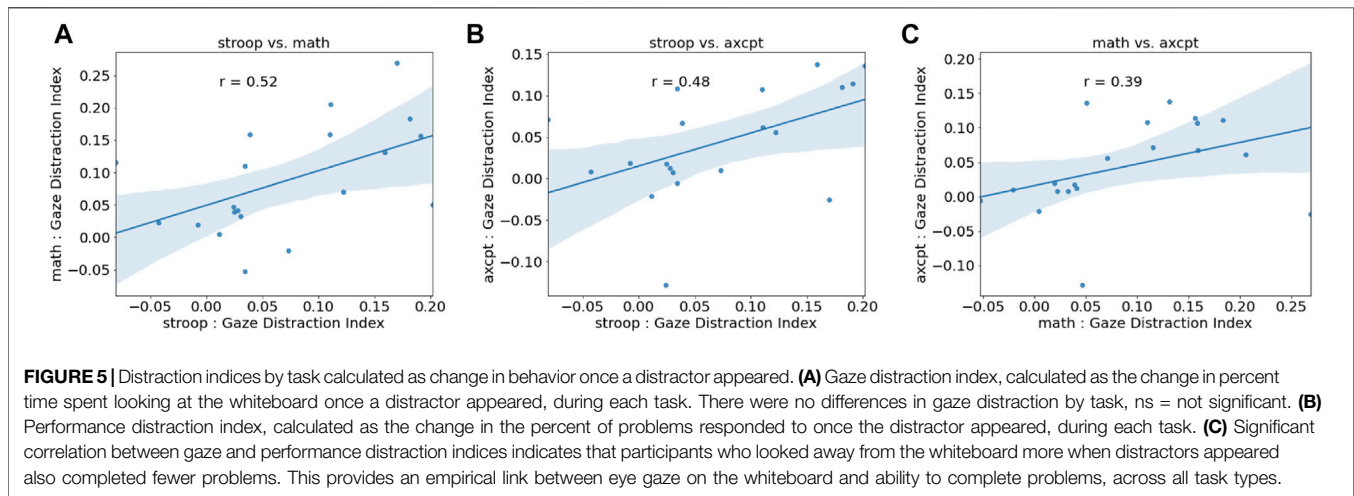 A
stroop vs. math
r = 0.52
0.25
0.20
0.15
0.10
0.05
0.00
−0.05
math : Gaze Distraction Index
−0.05 0.00 0.05 0.10 0.15 0.20
stroop : Gaze Distraction Index
B
stroop vs. axcpt
r = 0.48
0.15
0.10
0.05
0.00
−0.05
−0.10
axcpt : Gaze Distraction Index
−0.05 0.00 0.05 0.10 0.15 0.20
stroop : Gaze Distraction Index
C
math vs. axcpt
r = 0.39
0.20
0.15
0.10
0.05
0.00
−0.05
−0.10
axcpt : Gaze Distraction Index
−0.05 0.00 0.05 0.10 0.15 0.20 0.25
math : Gaze Distraction Index
FIGURE 5 | Distraction indices by task calculated as change in behavior once a distractor appeared. (A) Gaze distraction index, calculated as the change in percent
time spent looking at the whiteboard once a distractor appeared, during each task. There were no differences in gaze distraction by task, ns = not significant. (B)
Performance distraction index, calculated as the change in the percent of problems responded to once the distractor appeared, during each task. (C) Significant
correlation between gaze and performance distraction indices indicates that participants who looked away from the whiteboard more when distractors appeared
also completed fewer problems. This provides an empirical link between eye gaze on the whiteboard and ability to complete problems, across all task types.